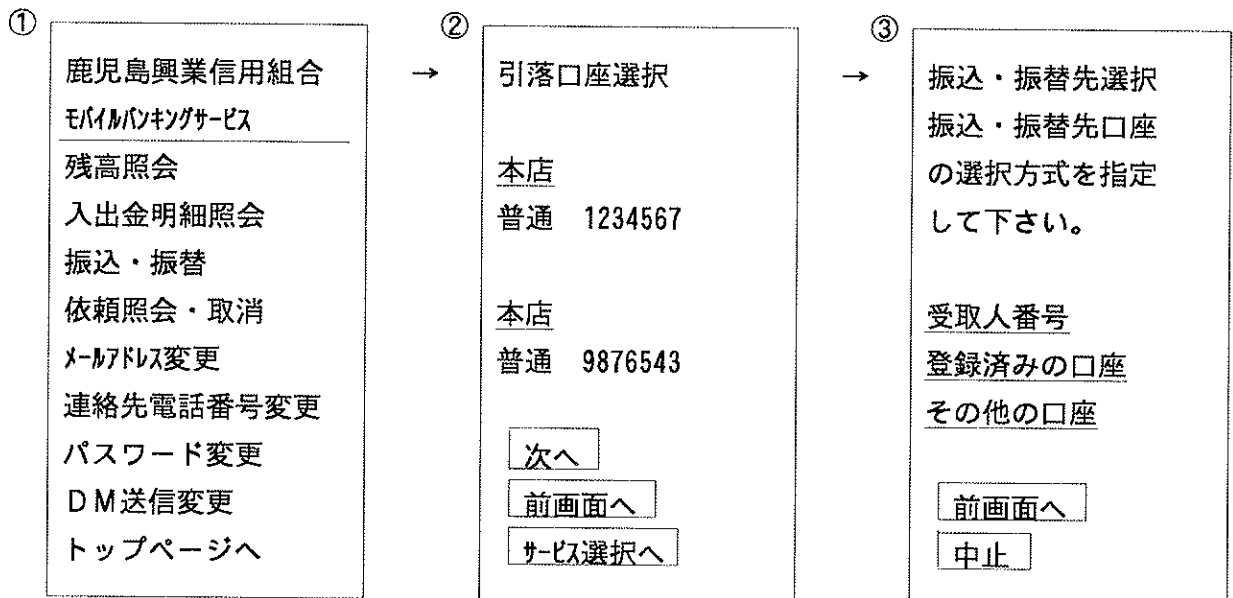 ①
鹿児島興業信用組合
モバイルバンキングサービス
残高照会
入出金明細照会
振込・振替
依頼照会・取消
メールアドレス変更
連絡先電話番号変更
パスワード変更
DM送信変更
トップページへ
→
②
引落口座選択
本店
普通 1234567
本店
普通 9876543
次へ
前画面へ
サービス選択へ
→
③
振込・振替先選択
振込・振替先口座
の選択方式を指定
して下さい。
受取人番号
登録済みの口座
その他の口座
前画面へ
中止